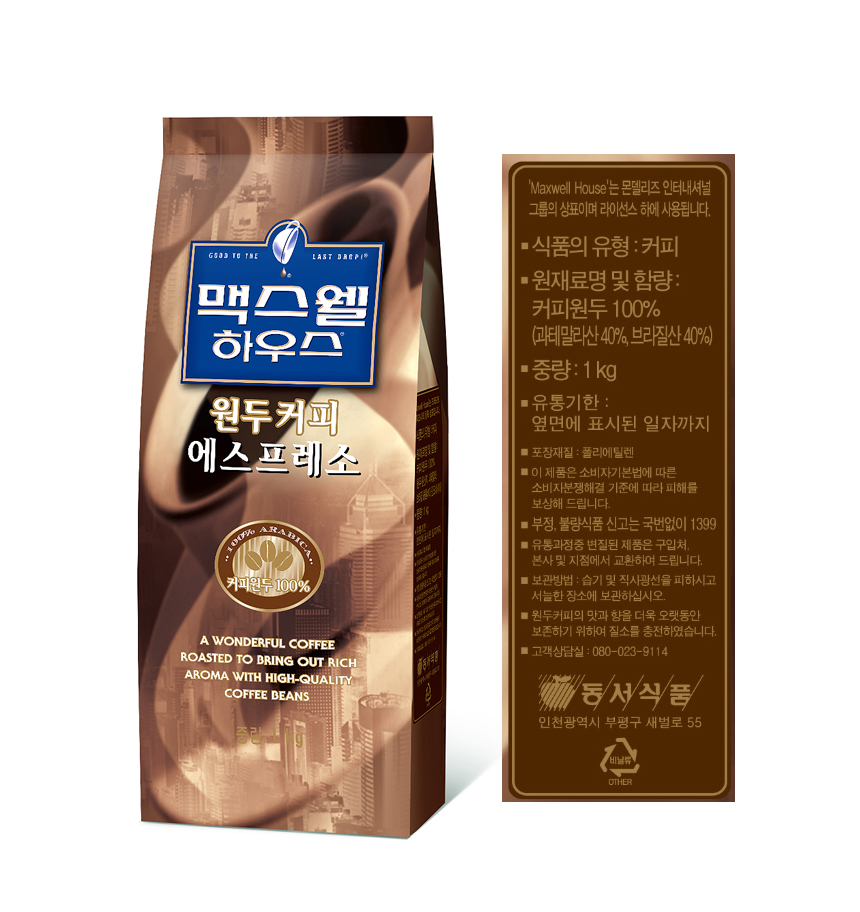 GOOD TO THE LAST DROP!®
맥스웰
하우스®
원두커피
에스프레소
100% ARABICA
커피원두 100%
A WONDERFUL COFFEE
ROASTED TO BRING OUT RICH
AROMA WITH HIGH-QUALITY
COFFEE BEANS
중량 1 kg
동서식품
'Maxwell House'는 몬델리즈 인터내셔널
그룹의 상표이며 라이선스 하에 사용됩니다.
▪ 식품의 유형 : 커피
▪ 원재료명 및 함량 :
커피원두 100%
(과테말라산 40%, 브라질산 40%)
▪ 중량 : 1 kg
▪ 유통기한 :
옆면에 표시된 일자까지
▪ 포장재질 : 폴리에틸렌
▪ 이 제품은 소비자기본법에 따른
소비자분쟁해결 기준에 따라 피해를
보상해 드립니다.
▪ 부정, 불량식품 신고는 국번없이 1399
▪ 유통과정중 변질된 제품은 구입처,
본사 및 지점에서 교환하여 드립니다.
▪ 보관방법 : 습기 및 직사광선을 피하시고
서늘한 장소에 보관하십시오.
▪ 원두커피의 맛과 향을 더욱 오랫동안
보존하기 위하여 질소를 충전하였습니다.
▪ 고객상담실 : 080-023-9114
동서식품
인천광역시 부평구 새벌로 55
비닐류
OTHER